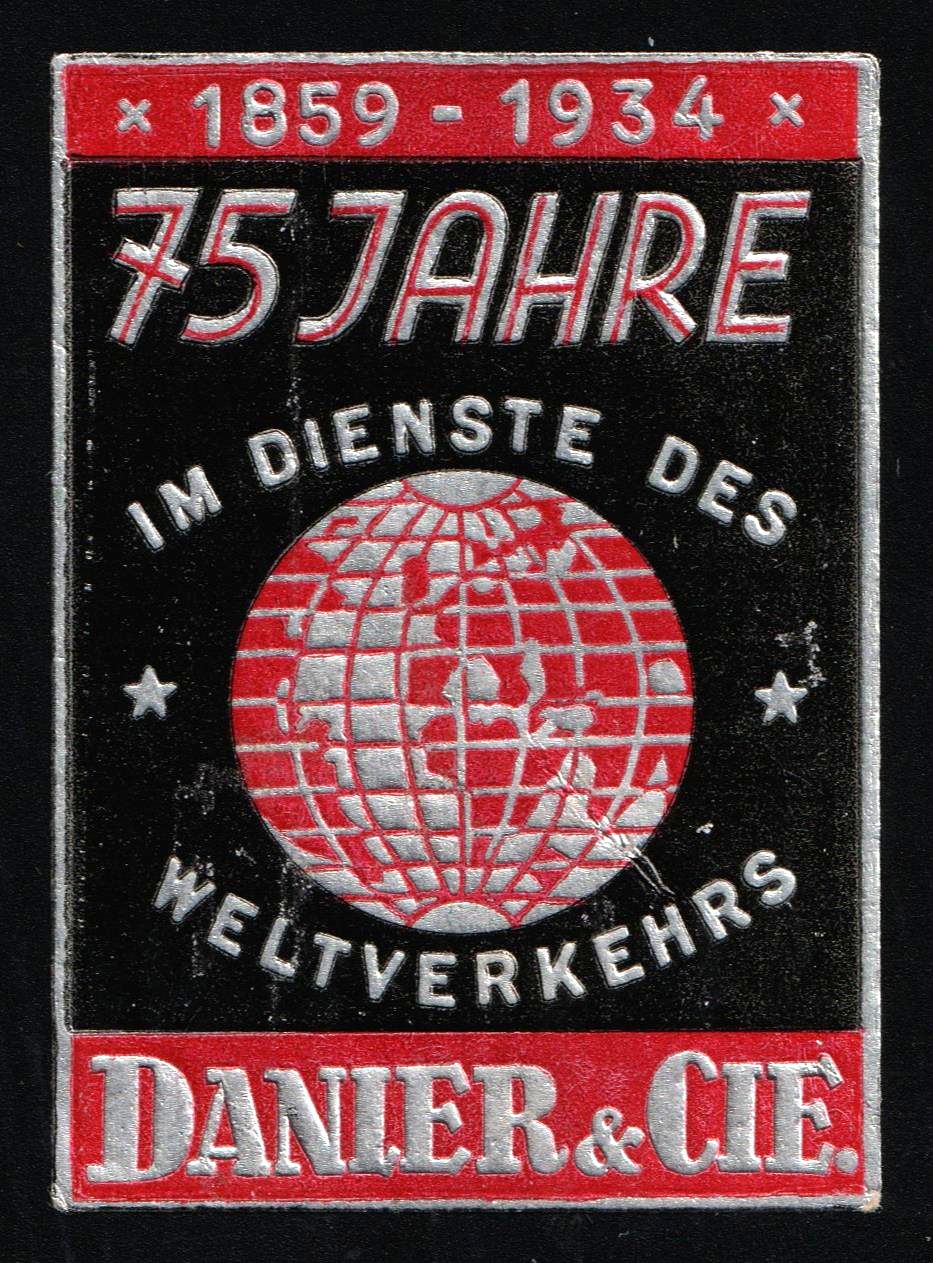 × 1859 - 1934 ×
75 JAHRE
IM DIENSTE DES
WELTVERKEHRS
DANIER & CIE.